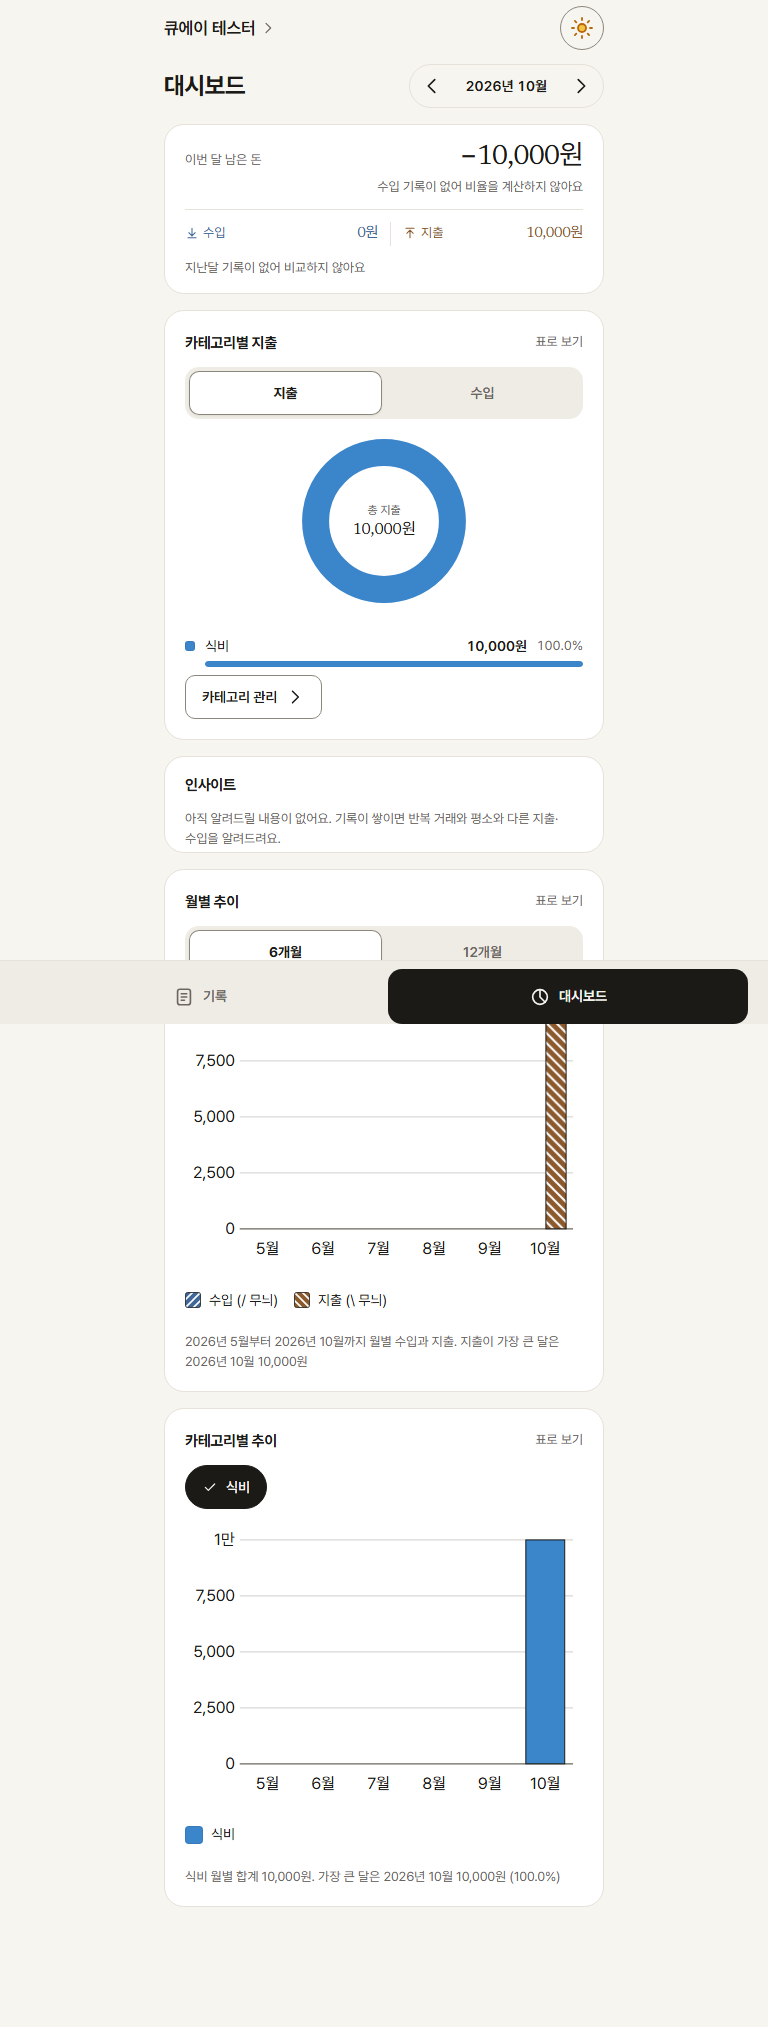 큐에이 테스터
대시보드
2026년 10월
이번 달 남은 돈
−10,000원
수입 기록이 없어 비율을 계산하지 않아요
수입
0원
지출
10,000원
지난달 기록이 없어 비교하지 않아요
카테고리별 지출
표로 보기
지출
수입
총 지출
10,000원
식비
10,000원
100.0%
카테고리 관리
인사이트
아직 알려드릴 내용이 없어요. 기록이 쌓이면 반복 거래와 평소와 다른 지출·
수입을 알려드려요.
월별 추이
표로 보기
6개월
12개월
기록
대시보드
7,500
5,000
2,500
0
5월
6월
7월
8월
9월
10월
수입 (/ 무늬)
지출 (\ 무늬)
2026년 5월부터 2026년 10월까지 월별 수입과 지출. 지출이 가장 큰 달은
2026년 10월 10,000원
카테고리별 추이
표로 보기
식비
1만
7,500
5,000
2,500
0
5월
6월
7월
8월
9월
10월
식비
식비 월별 합계 10,000원. 가장 큰 달은 2026년 10월 10,000원 (100.0%)